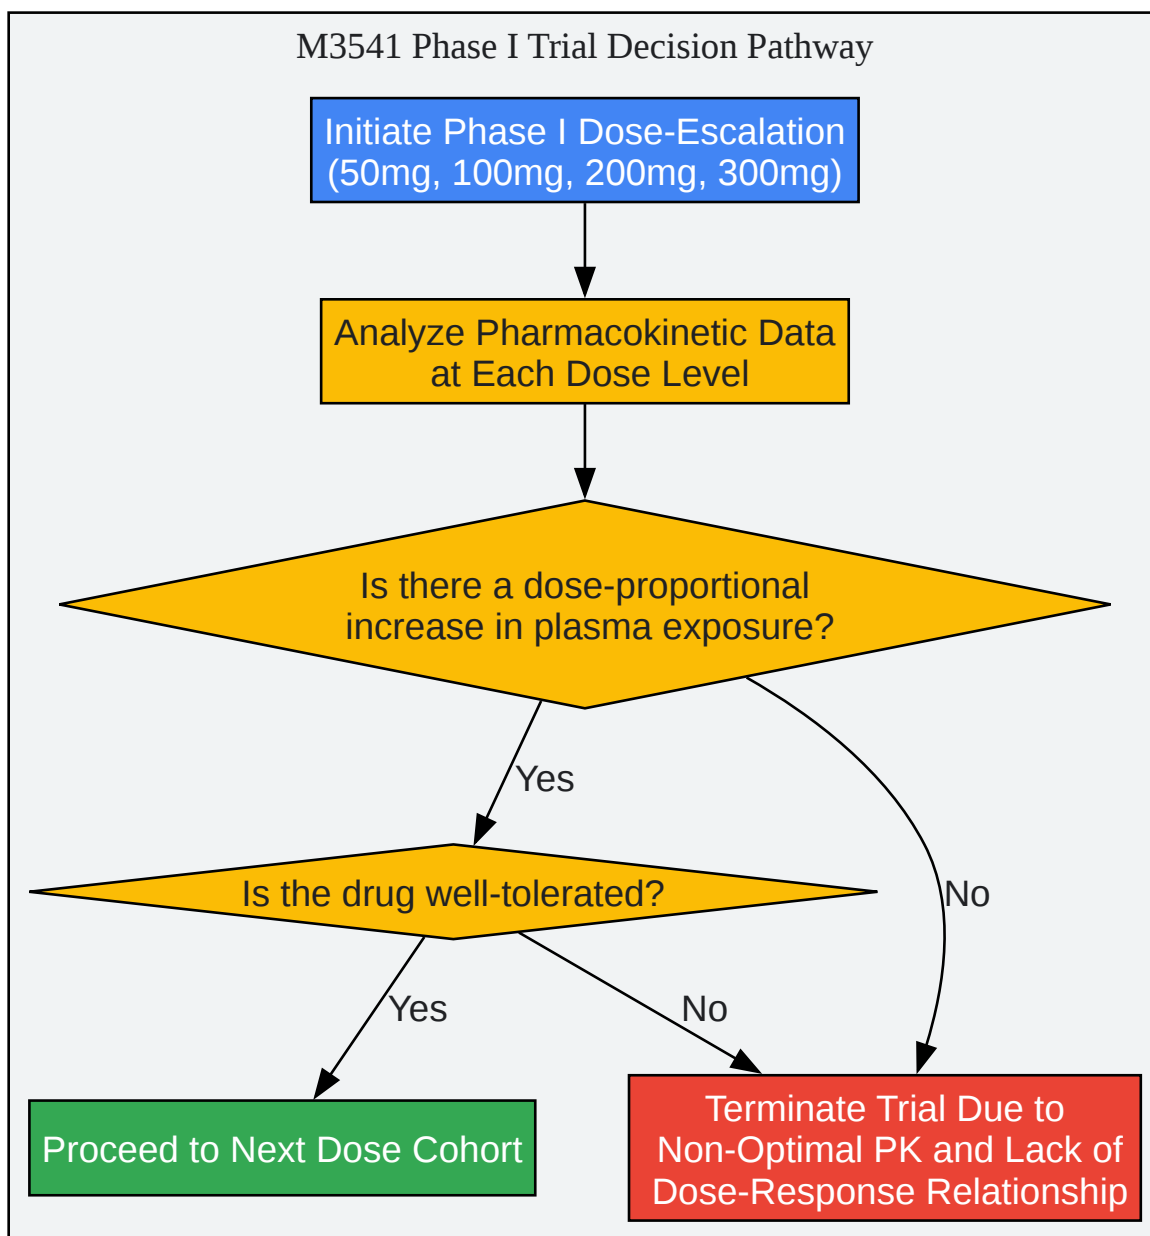 M3541 Phase I Trial Decision Pathway
Initiate Phase I Dose-Escalation
(50mg, 100mg, 200mg, 300mg)
Analyze Pharmacokinetic Data
at Each Dose Level
Is there a dose-proportional
increase in plasma exposure?
Yes
No
Is the drug well-tolerated?
Yes
No
Proceed to Next Dose Cohort
Terminate Trial Due to
Non-Optimal PK and Lack of
Dose-Response Relationship